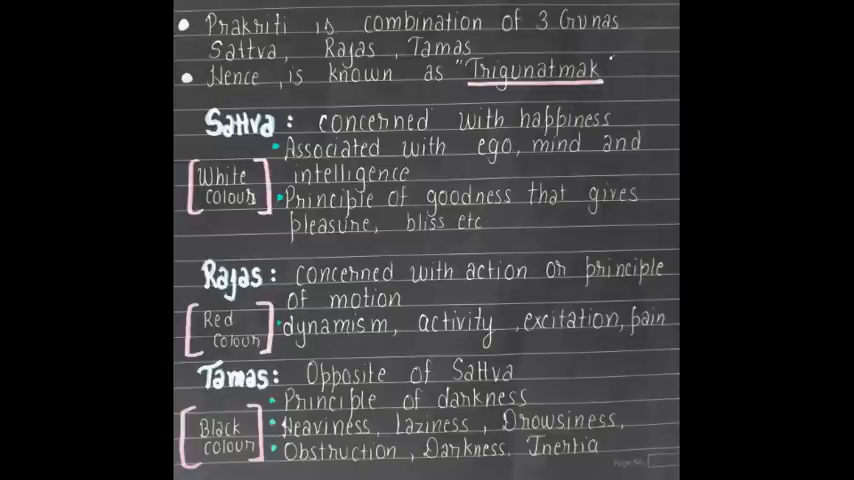 • Prakriti is combination of 3 Gunas
Sattva, Rajas, Tamas
• Hence, is known as "Trigunatmak"
Sattva: concerned with happiness
• Associated with ego, mind and
intelligence
[White colour]
• Principle of goodness that gives
pleasure, bliss etc
Rajas: concerned with action or principle
of motion
[Red colour]
• dynamism, activity, excitation, pain
Tamas: Opposite of Sattva
• Principle of darkness
[Black colour]
• Heaviness, Laziness, Drowsiness,
• Obstruction, Darkness, Inertia
Page No.